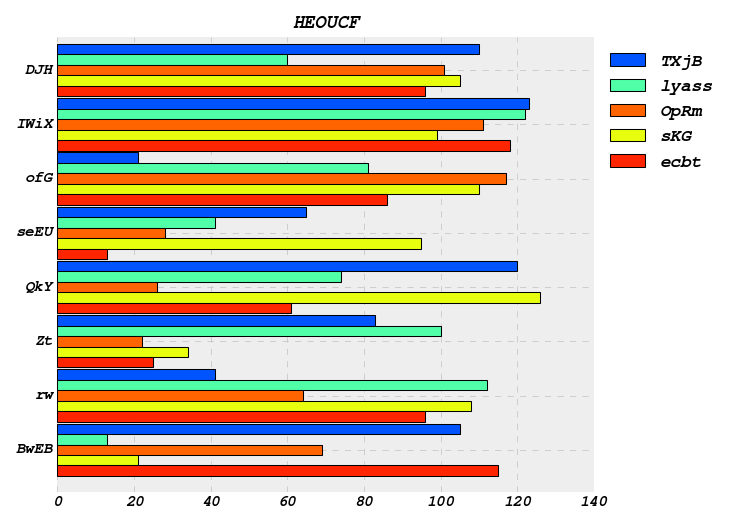 HEOUCF
DJH
IWiX
ofG
seEU
QkY
Zt
rw
BwEB
0 20 40 60 80 100 120 140
TXjB
lyass
OpRm
sKG
ecbt